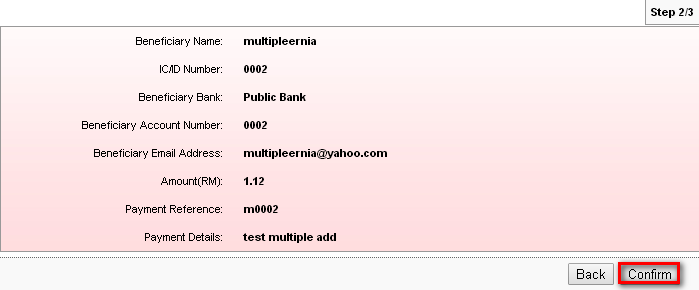 Step 2/3
Beneficiary Name: multipleernia
IC/ID Number: 0002
Beneficiary Bank: Public Bank
Beneficiary Account Number: 0002
Beneficiary Email Address: multipleernia@yahoo.com
Amount(RM): 1.12
Payment Reference: m0002
Payment Details: test multiple add
Back Confirm